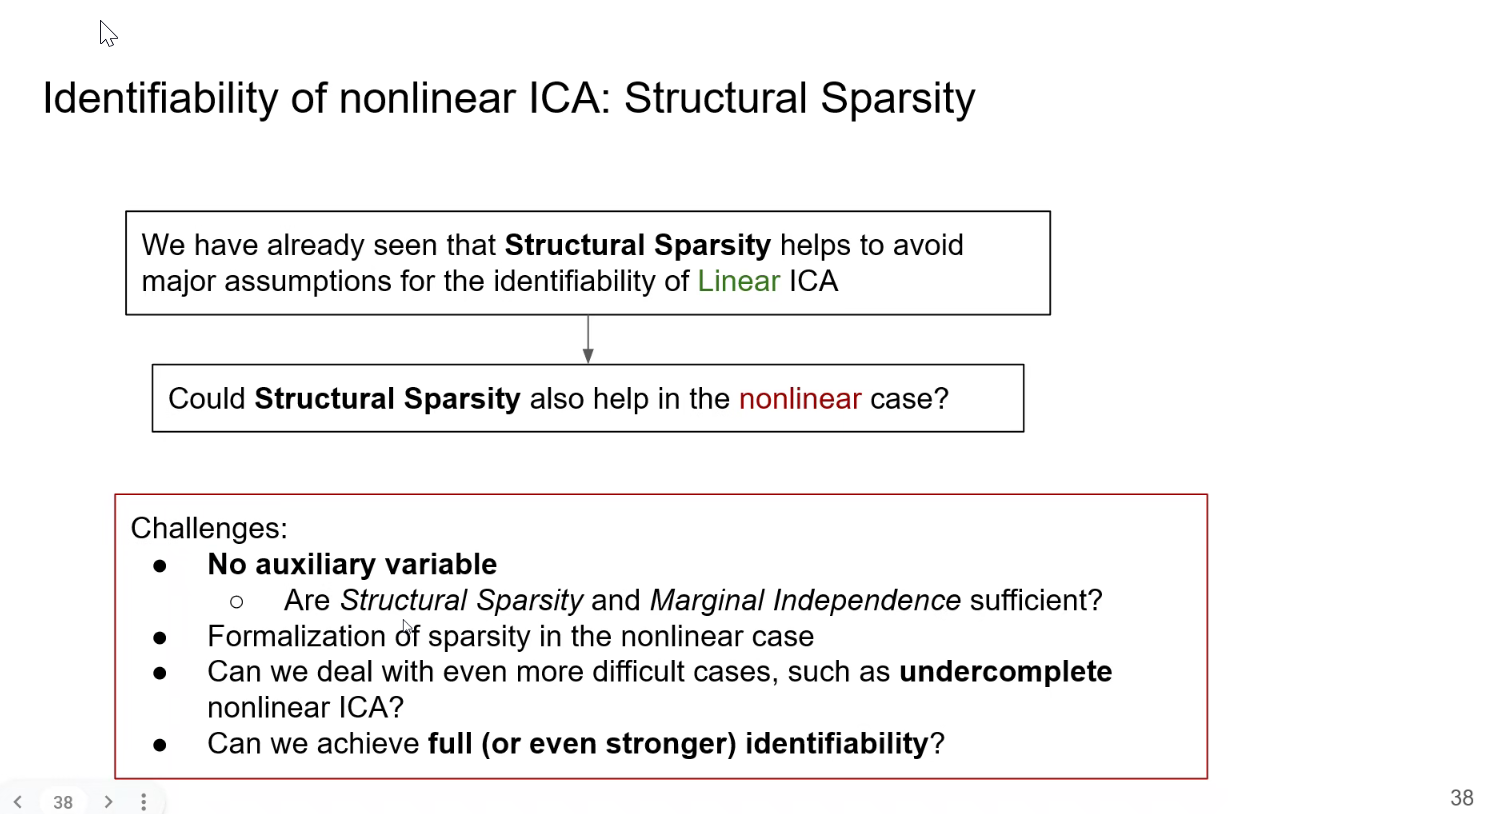 Identifiability of nonlinear ICA: Structural Sparsity
We have already seen that Structural Sparsity helps to avoid
major assumptions for the identifiability of Linear ICA
Could Structural Sparsity also help in the nonlinear case?
Challenges:
● No auxiliary variable
○ Are Structural Sparsity and Marginal Independence sufficient?
● Formalization of sparsity in the nonlinear case
● Can we deal with even more difficult cases, such as undercomplete
nonlinear ICA?
● Can we achieve full (or even stronger) identifiability?
38
38